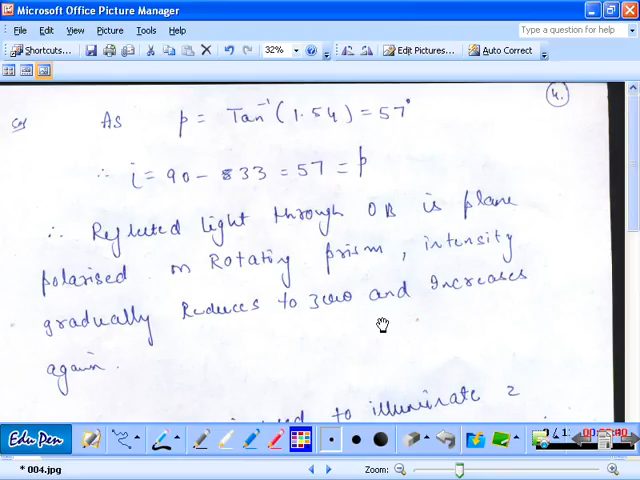 Microsoft Office Picture Manager
File Edit View Picture Tools Help
Type a question for help
Shortcuts... 32% Edit Pictures... Auto Correct
4.
As p = Tan⁻¹ (1.54) = 57°
∴ i = 90 - 33 = 57 = p
∴ Reflected light through OB is plane
polarised on Rotating prism, intensity
gradually Reduces to zero and Increases
again.
to illuminate 2
Edu Pen
*004.jpg Zoom: